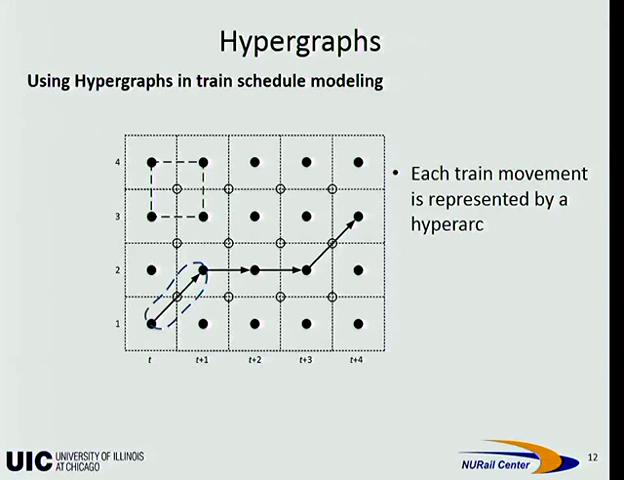 Hypergraphs
Using Hypergraphs in train schedule modeling
4
3
2
1
t
t+1
t+2
t+3
t+4
• Each train movement
is represented by a
hyperarc
UIC UNIVERSITY OF ILLINOIS
AT CHICAGO
NURail Center
12